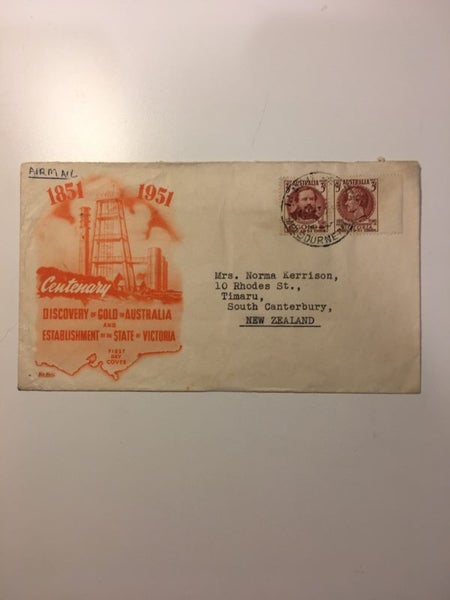 AIRMAIL
1851 1951
Centenary
DISCOVERY OF GOLD IN AUSTRALIA
AND
ESTABLISHMENT OF THE STATE OF VICTORIA
FIRST
DAY
COVER
AUSTRALIA
AUSTRALIA
Mrs. Norma Kerrison,
10 Rhodes St.,
Timaru,
South Canterbury,
NEW ZEALAND